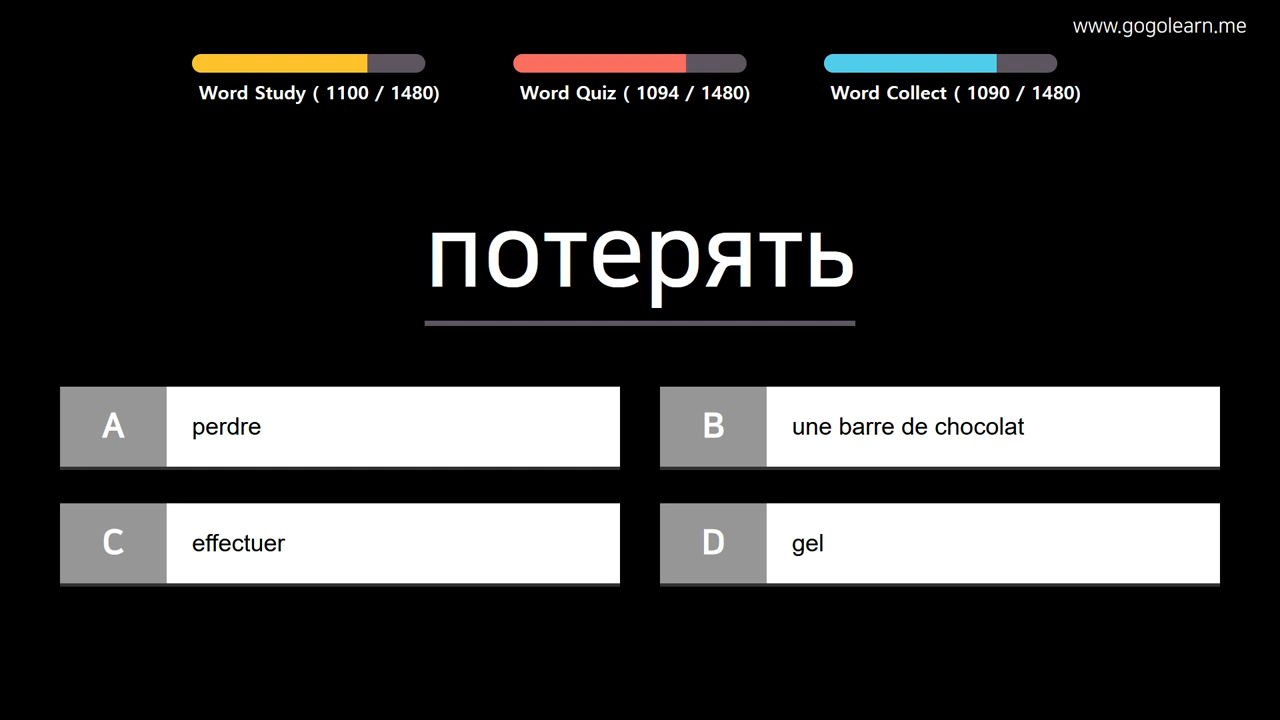 www.gogolearn.me
Word Study ( 1100 / 1480)
Word Quiz ( 1094 / 1480)
Word Collect ( 1090 / 1480)
потерять
A perdre
B une barre de chocolat
C effectuer
D gel